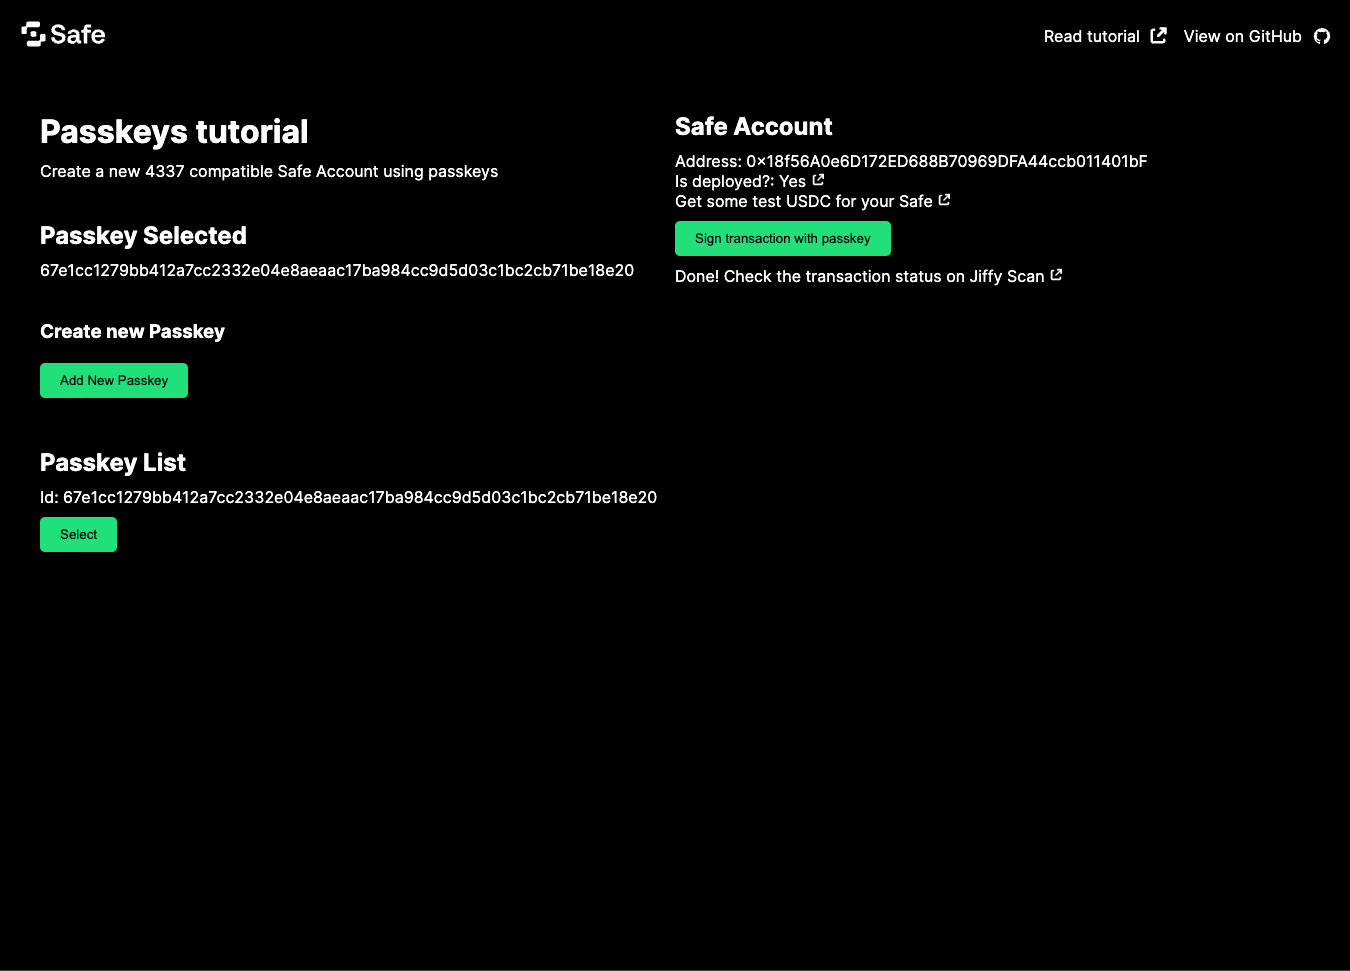 Safe
Read tutorial
View on GitHub
Passkeys tutorial
Create a new 4337 compatible Safe Account using passkeys
Passkey Selected
67e1cc1279bb412a7cc2332e04e8aeaac17ba984cc9d5d03c1bc2cb71be18e20
Create new Passkey
Add New Passkey
Passkey List
Id: 67e1cc1279bb412a7cc2332e04e8aeaac17ba984cc9d5d03c1bc2cb71be18e20
Select
Safe Account
Address: 0x18f56A0e6D172ED688B70969DFA44ccb011401bF
Is deployed?: Yes
Get some test USDC for your Safe
Sign transaction with passkey
Done! Check the transaction status on Jiffy Scan